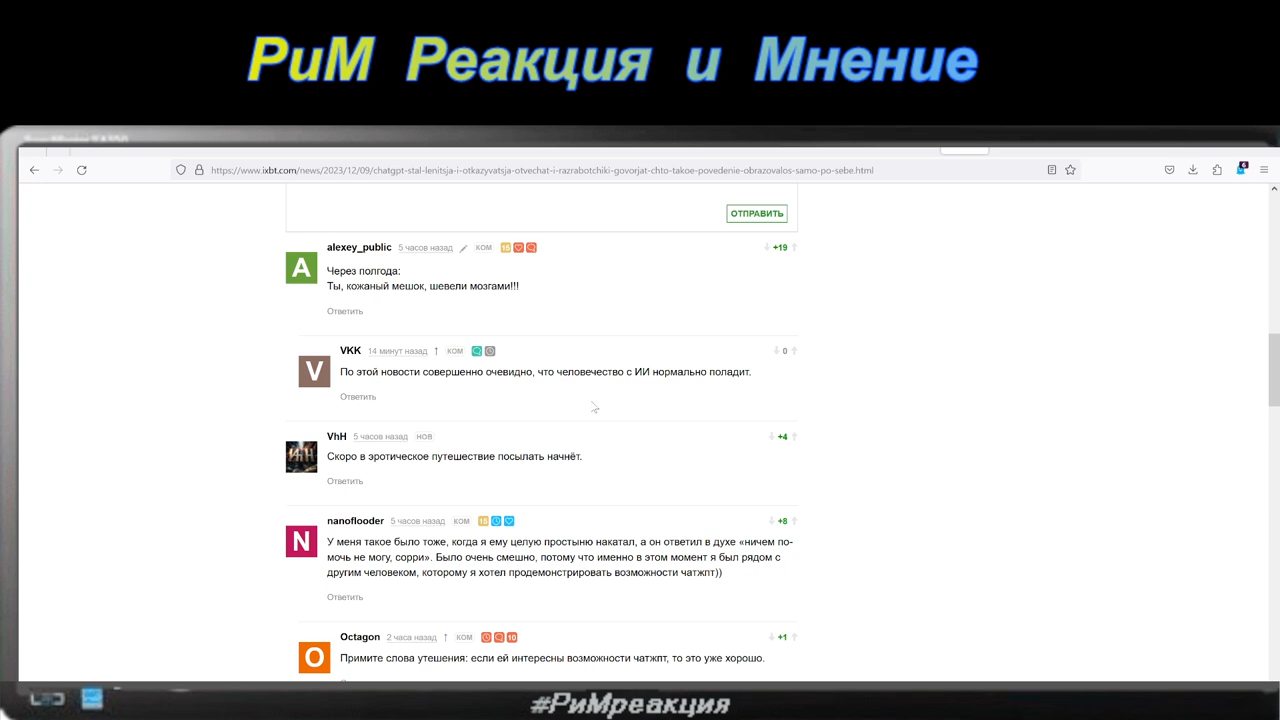 РиМ Реакция и Мнение
https://www.ixbt.com/news/2023/12/09/chatgpt-stal-lenitsja-i-otkazyvatsja-otvechat-i-razrabotchiki-govorjat-chto-takoe-povedenie-obrazovalos-samo-po-sebe.html
6
ОТПРАВИТЬ
alexey_public 5 часов назад КОМ 15 +19
A
Через полгода:
Ты, кожаный мешок, шевели мозгами!!!
Ответить
VKK 14 минут назад ↑ КОМ 0
V
По этой новости совершенно очевидно, что человечество с ИИ нормально поладит.
Ответить
VhH 5 часов назад НОВ +4
Скоро в эротическое путешествие посылать начнёт.
Ответить
nanoflooder 5 часов назад КОМ 15 +8
N
У меня такое было тоже, когда я ему целую простыню накатал, а он ответил в духе «ничем по-
мочь не могу, сорри». Было очень смешно, потому что именно в этом момент я был рядом с
другим человеком, которому я хотел продемонстрировать возможности чатжпт))
Ответить
Octagon 2 часа назад ↑ КОМ 10 +1
O
Примите слова утешения: если ей интересны возможности чатжпт, то это уже хорошо.
#РиМреакция